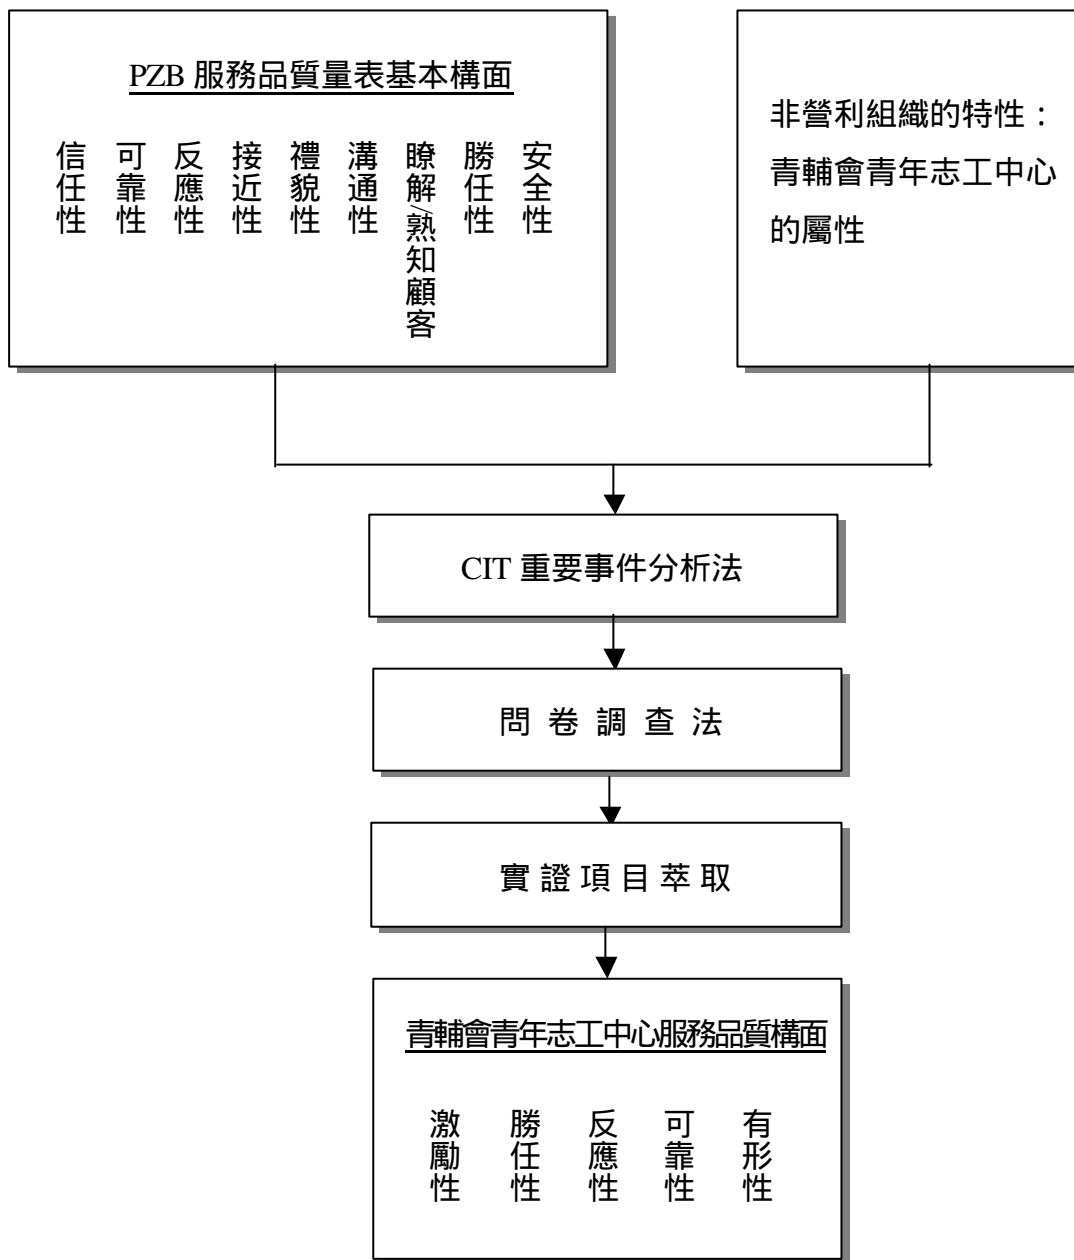 PZB 服務品質量表基本構面
信任性
可靠性
反應性
接近性
禮貌性
溝通性
瞭解/熟知顧客
勝任性
安全性
非營利組織的特性：
青輔會青年志工中心
的屬性
CIT 重要事件分析法
問 卷 調 查 法
實 證 項 目 萃 取
青輔會青年志工中心服務品質構面
激勵性
勝任性
反應性
可靠性
有形性